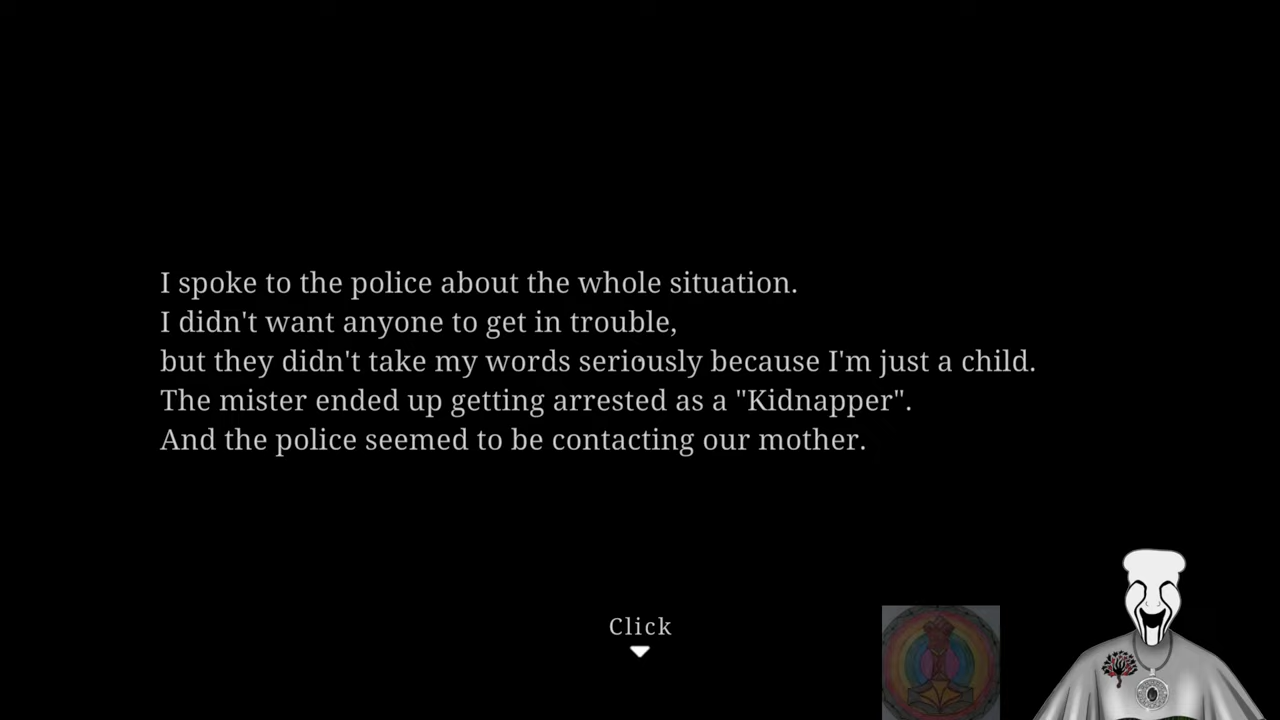 I spoke to the police about the whole situation.
I didn't want anyone to get in trouble,
but they didn't take my words seriously because I'm just a child.
The mister ended up getting arrested as a "Kidnapper".
And the police seemed to be contacting our mother.
Click